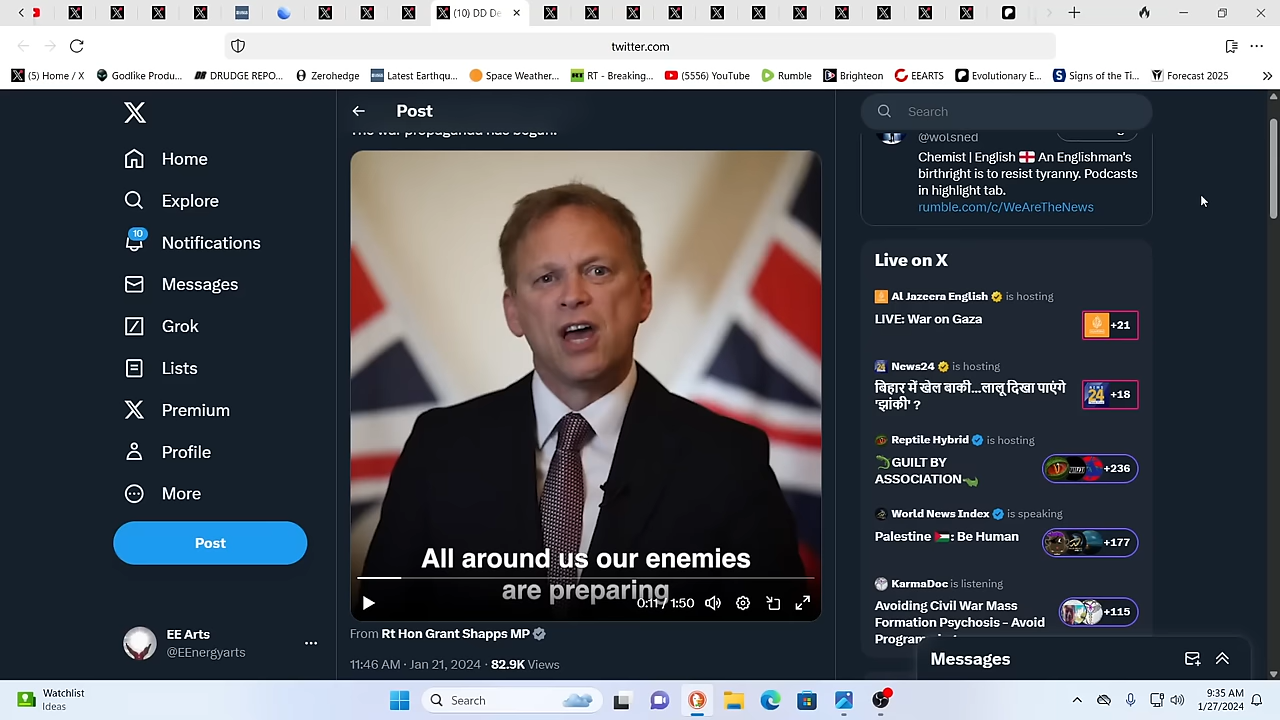 (10) DD De
twitter.com
(5) Home / X
Godlike Produ...
DRUDGE REPO...
Zerohedge
Latest Earthqu...
Space Weather...
RT - Breaking...
(5556) YouTube
Rumble
Brighteon
EEARTS
Evolutionary E...
Signs of the Ti...
Forecast 2025
Home
Explore
10
Notifications
Messages
Grok
Lists
Premium
Profile
More
Post
EE Arts
@EEnergyarts
Post
The war propaganda has begun.
All around us our enemies
are preparing
0:11 / 1:50
From Rt Hon Grant Shapps MP
11:46 AM · Jan 21, 2024 · 82.9K Views
Search
@wolsned
Chemist | English 🏴󠁧󠁢󠁥󠁮󠁧󠁿 An Englishman's
birthright is to resist tyranny. Podcasts
in highlight tab.
rumble.com/c/WeAreTheNews
Live on X
Al Jazeera English is hosting
LIVE: War on Gaza
+21
News24 is hosting
बिहार में खेल बाकी...लालू दिखा पाएंगे
'झांकी' ?
+18
Reptile Hybrid is hosting
🐍GUILT BY
ASSOCIATION🐊
+236
World News Index is speaking
Palestine 🇵🇸: Be Human
+177
KarmaDoc is listening
Avoiding Civil War Mass
Formation Psychosis – Avoid
+115
Messages
Watchlist
Ideas
Search
9:35 AM
1/27/2024